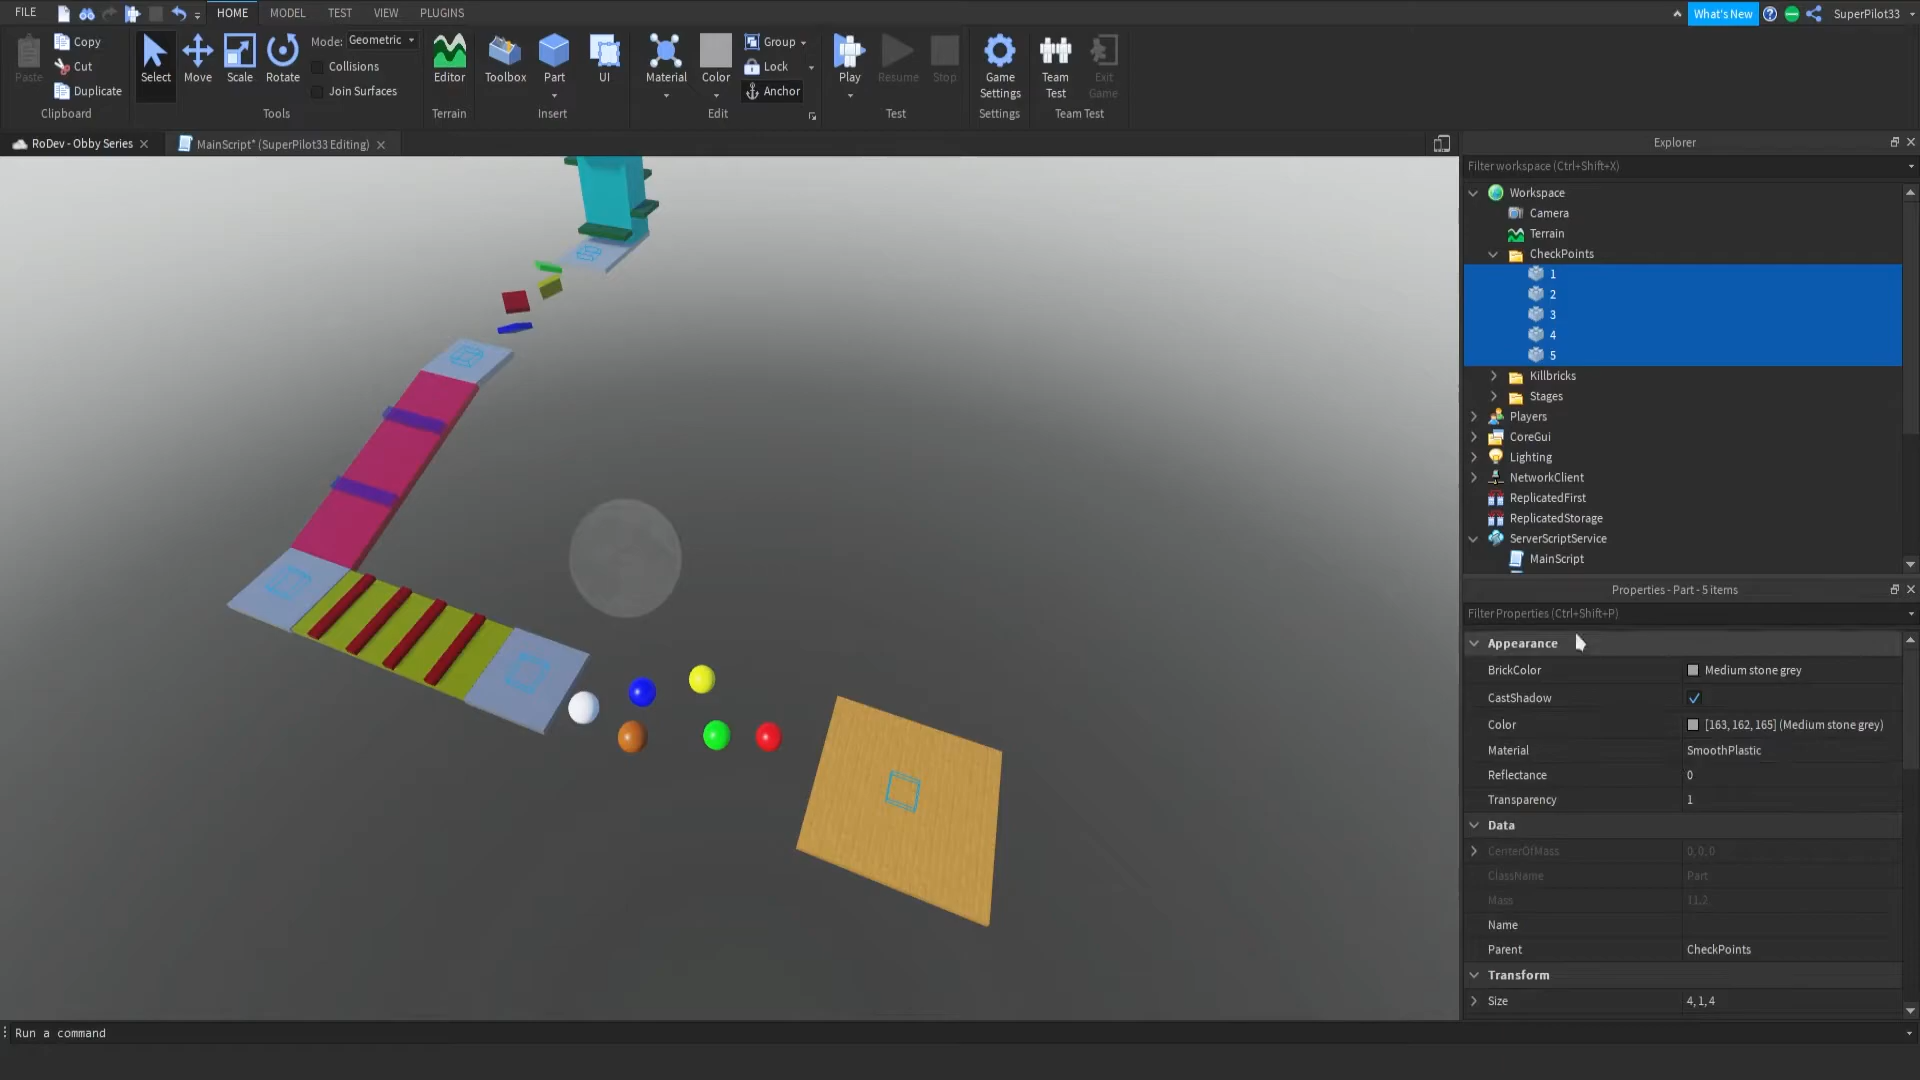 FILE
HOME
MODEL
TEST
VIEW
PLUGINS
What's New
SuperPilot33
Paste
Copy
Cut
Duplicate
Clipboard
Select
Move
Scale
Rotate
Mode: Geometric
Collisions
Join Surfaces
Tools
Editor
Terrain
Toolbox
Part
UI
Insert
Material
Color
Group
Lock
Anchor
Edit
Play
Resume
Stop
Test
Game
Settings
Settings
Team
Test
Exit
Game
Team Test
RoDev - Obby Series
MainScript* (SuperPilot33 Editing)
Explorer
Filter workspace (Ctrl+Shift+X)
Workspace
Camera
Terrain
CheckPoints
1
2
3
4
5
Killbricks
Stages
Players
CoreGui
Lighting
NetworkClient
ReplicatedFirst
ReplicatedStorage
ServerScriptService
MainScript
Properties - Part - 5 items
Filter Properties (Ctrl+Shift+P)
Appearance
BrickColor Medium stone grey
CastShadow
Color [163, 162, 165] (Medium stone grey)
Material SmoothPlastic
Reflectance 0
Transparency 1
Data
CenterOfMass 0, 0, 0
ClassName Part
Mass 11.2
Name
Parent CheckPoints
Transform
Size 4, 1, 4
Run a command